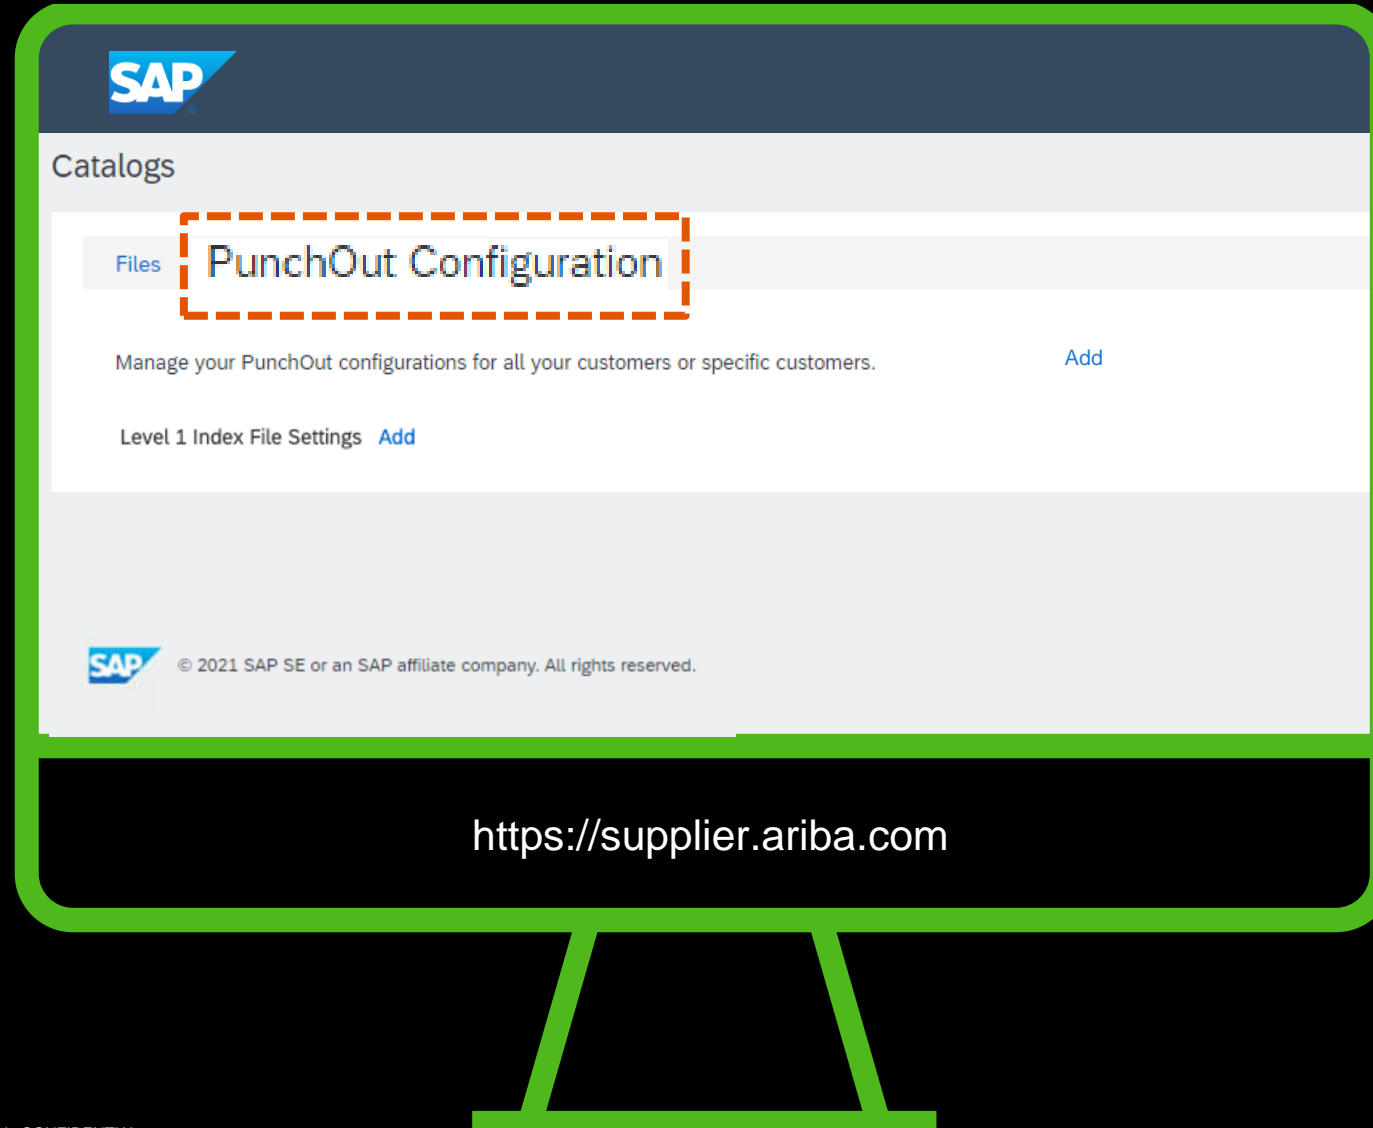 SAP
Catalogs
Files PunchOut Configuration
Manage your PunchOut configurations for all your customers or specific customers. Add
Level 1 Index File Settings Add
SAP © 2021 SAP SE or an SAP affiliate company. All rights reserved.
https://supplier.ariba.com